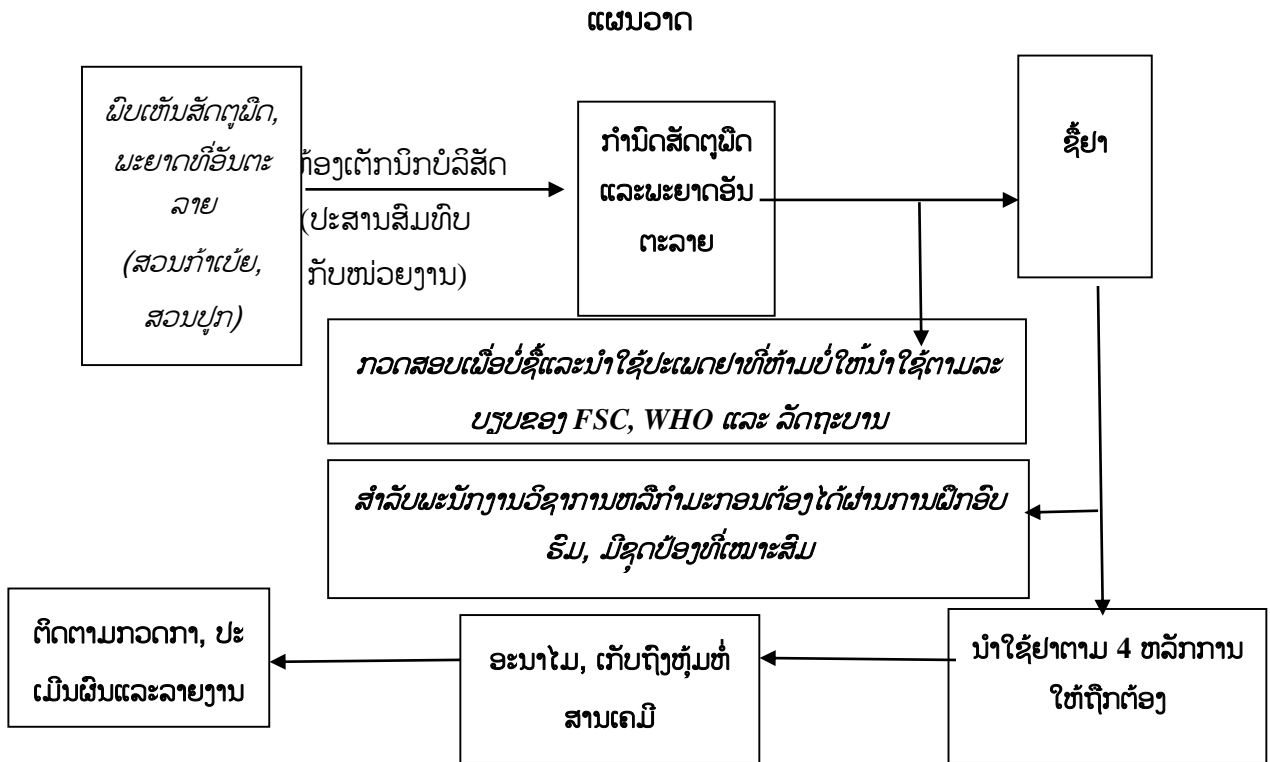 ແຜນວາດ
ພົບເຫັນສັດຕູພືດ,
ພະຍາດທີ່ອັນຕະ
ລາຍ
(ສວນກ້າເບ້ຍ,
ສວນປູກ)
ຫ້ອງເຕັກນິກບໍລິສັດ
(ປະສານສົມທົບ
ກັບໜ່ວຍງານ)
ກຳນົດສັດຕູພືດ
ແລະພະຍາດອັນ
ຕະລາຍ
ຊື້ຢາ
ກວດສອບເພື່ອບໍ່ຊື້ແລະນຳໃຊ້ປະເພດຢາທີ່ຫ້າມບໍ່ໃຫ້ນຳໃຊ້ຕາມລະ
ບຽບຂອງ FSC, WHO ແລະ ລັດຖະບານ
ສຳລັບພະນັກງານວິຊາການຫລືກຳມະກອນຕ້ອງໄດ້ຜ່ານການຝຶກອົບ
ຮົມ, ມີຊຸດປ້ອງທີ່ເໝາະສົມ
ນຳໃຊ້ຢາຕາມ 4 ຫລັກການ
ໃຫ້ຖືກຕ້ອງ
ອະນາໄມ, ເກັບຖົງຫຸ້ມຫໍ່
ສານເຄມີ
ຕິດຕາມກວດກາ, ປະ
ເມີນຜົນແລະລາຍງານ